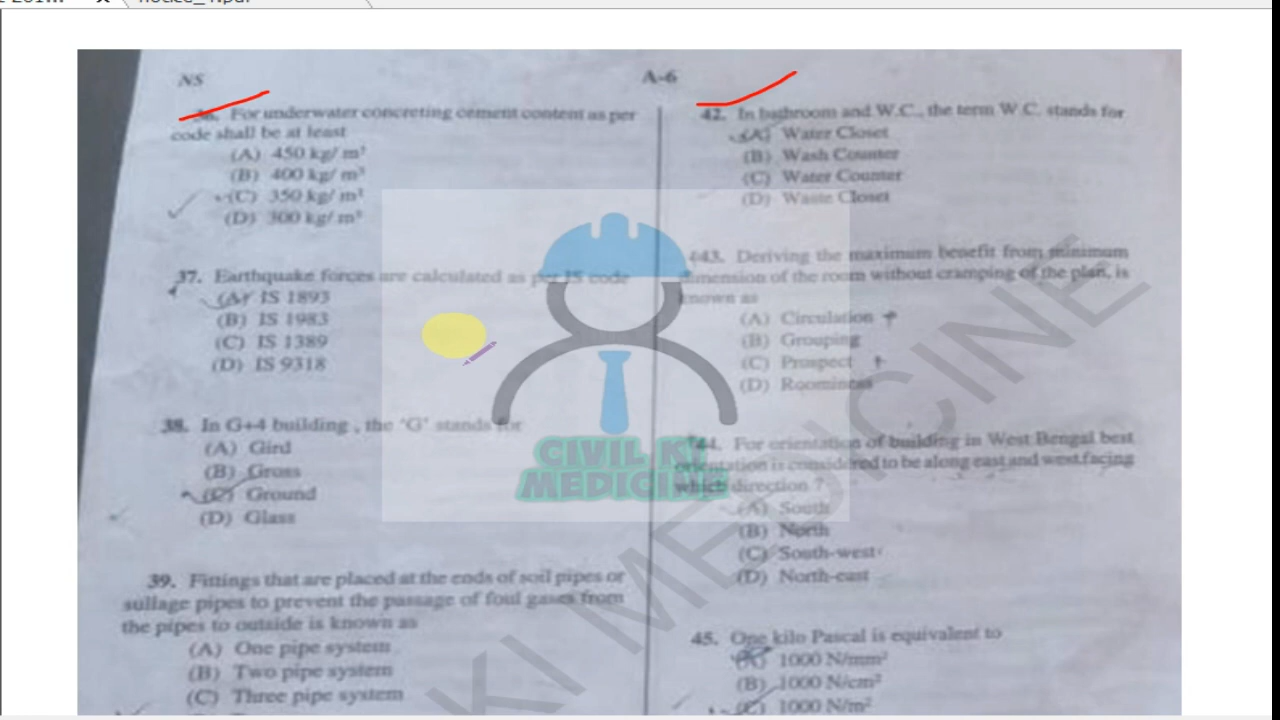 notice_4.pdf
NS
A-6
For underwater concreting cement content as per
code shall be at least
(A) 450 kg/ m³
(B) 400 kg/ m³
(C) 350 kg/ m³
(D) 300 kg/ m³
37. Earthquake forces are calculated as per IS code
(A) IS 1893
(B) IS 1983
(C) IS 1389
(D) IS 9318
38. In G+4 building , the 'G' stands for
(A) Gird
(B) Gross
(C) Ground
(D) Glass
39. Fittings that are placed at the ends of soil pipes or
sullage pipes to prevent the passage of foul gases from
the pipes to outside is known as
(A) One pipe system
(B) Two pipe system
(C) Three pipe system
42. In bathroom and W.C., the term W.C. stands for
(A) Water Closet
(B) Wash Counter
(C) Water Counter
(D) Waste Closet
43. Deriving the maximum benefit from minimum
dimension of the room without cramping of the plan, is
known as
(A) Circulation
(B) Grouping
(C) Prospect
(D) Roominess
44. For orientation of building in West Bengal best
orientation is considered to be along east and west facing
which direction ?
(A) South
(B) North
(C) South-west
(D) North-east
45. One kilo Pascal is equivalent to
(A) 1000 N/mm²
(B) 1000 N/cm²
(C) 1000 N/m²
CIVIL KI
MEDICINE
KI MEDICINE